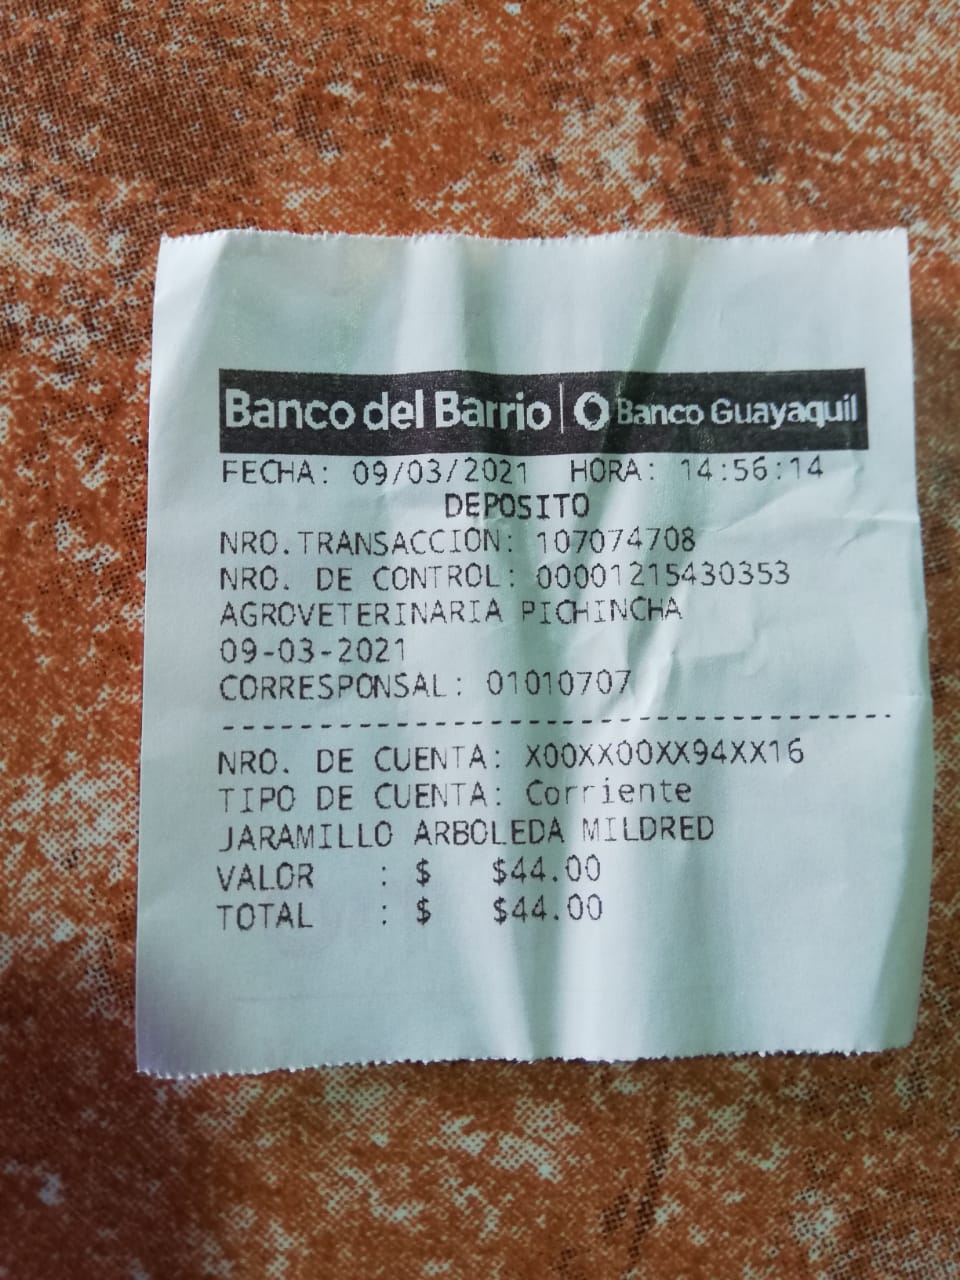 Banco del Barrio | Banco Guayaquil
FECHA: 09/03/2021 HORA: 14:56:14
DEPOSITO
NRO.TRANSACCION: 107074708
NRO. DE CONTROL: 00001215430353
AGROVETERINARIA PICHINCHA
09-03-2021
CORRESPONSAL: 01010707
------------------------------------
NRO. DE CUENTA: X00XX00XX94XX16
TIPO DE CUENTA: Corriente
JARAMILLO ARBOLEDA MILDRED
VALOR : $ $44.00
TOTAL : $ $44.00